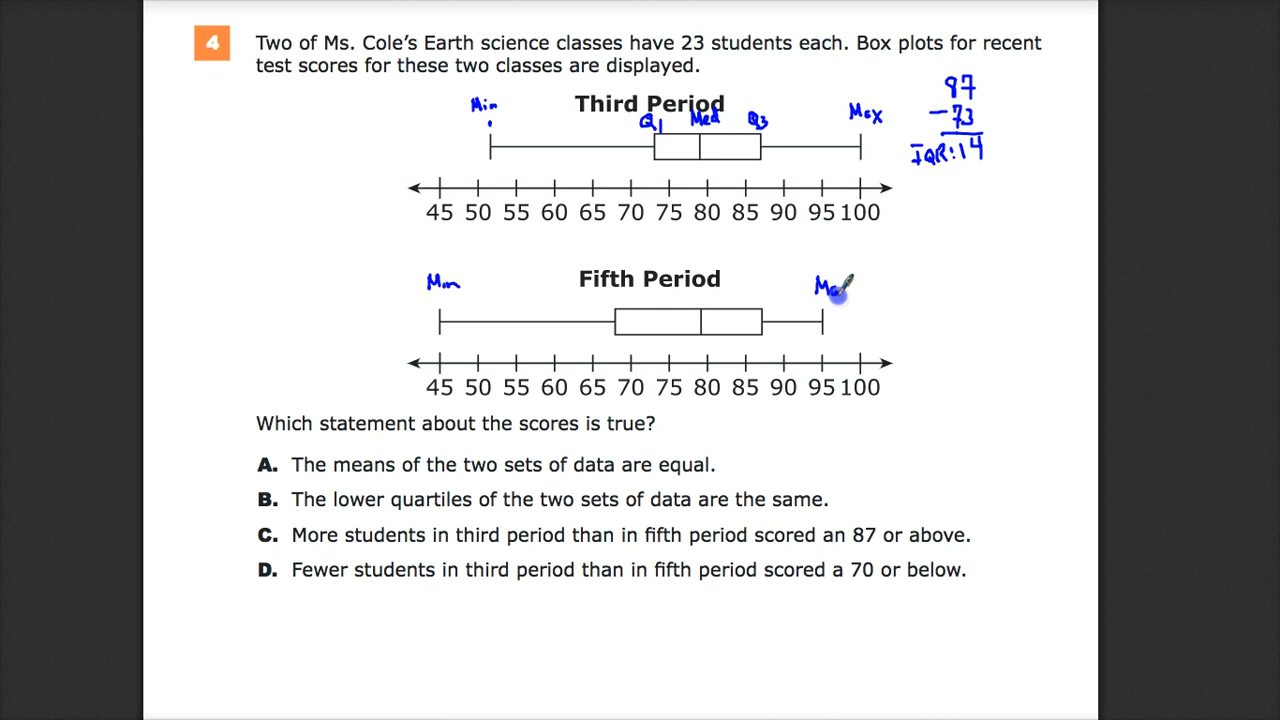 4 Two of Ms. Cole's Earth science classes have 23 students each. Box plots for recent
test scores for these two classes are displayed.
Third Period
Min Q1 Med Q3 Max
87
-73
IQR:14
45 50 55 60 65 70 75 80 85 90 95 100
Fifth Period
Min Ma
45 50 55 60 65 70 75 80 85 90 95 100
Which statement about the scores is true?
A. The means of the two sets of data are equal.
B. The lower quartiles of the two sets of data are the same.
C. More students in third period than in fifth period scored an 87 or above.
D. Fewer students in third period than in fifth period scored a 70 or below.